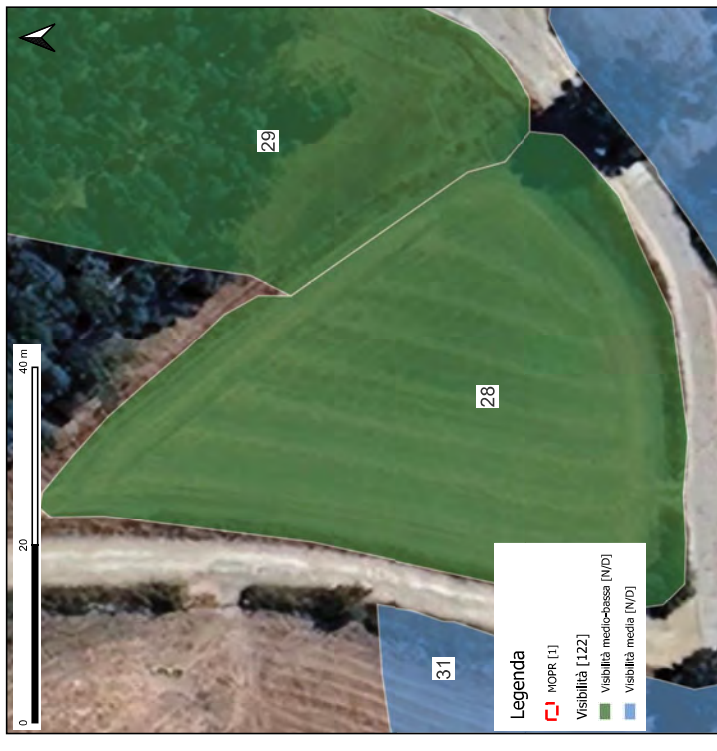 29
28
31
0 20 40 m
Legenda
MOPR [1]
Visibilità [122]
Visibilità medio-bassa [N/D]
Visibilità media [N/D]